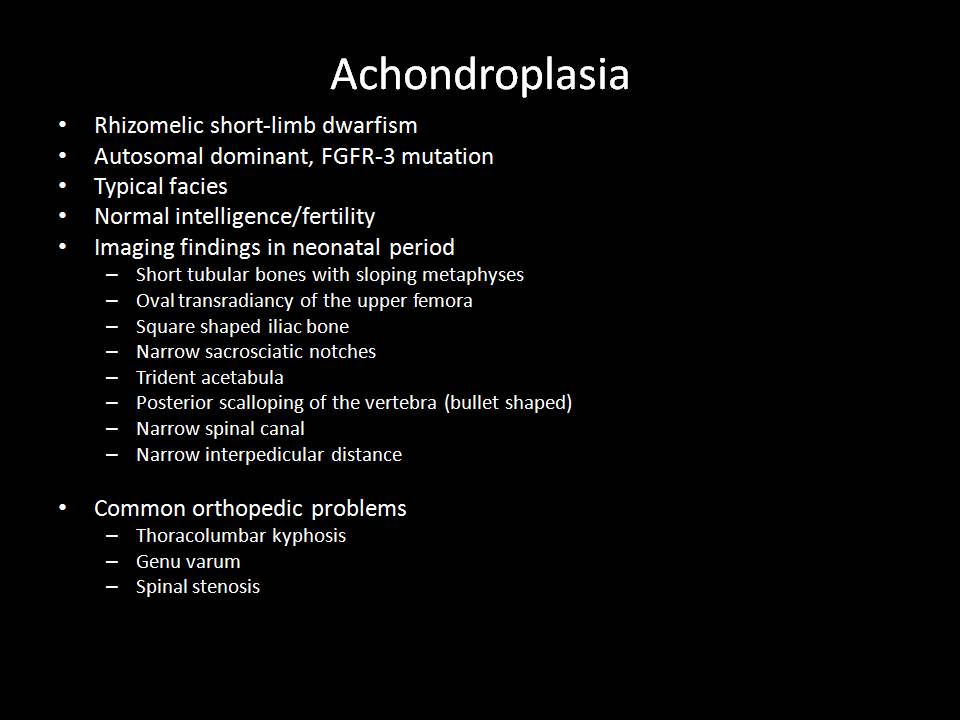 Achondroplasia
• Rhizomelic short-limb dwarfism
• Autosomal dominant, FGFR-3 mutation
• Typical facies
• Normal intelligence/fertility
• Imaging findings in neonatal period
– Short tubular bones with sloping metaphyses
– Oval transradiancy of the upper femora
– Square shaped iliac bone
– Narrow sacrosciatic notches
– Trident acetabula
– Posterior scalloping of the vertebra (bullet shaped)
– Narrow spinal canal
– Narrow interpedicular distance
• Common orthopedic problems
– Thoracolumbar kyphosis
– Genu varum
– Spinal stenosis